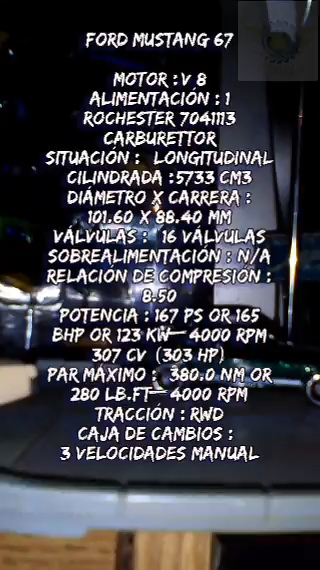 FORD MUSTANG 67
MOTOR : V 8
ALIMENTACIÓN : 1
ROCHESTER 7041113
CARBURETTOR
SITUACIÓN : LONGITUDINAL
CILINDRADA : 5733 CM3
DIÁMETRO X CARRERA :
101.60 X 88.40 MM
VÁLVULAS : 16 VÁLVULAS
SOBREALIMENTACIÓN : N/A
RELACIÓN DE COMPRESIÓN :
8.50
POTENCIA : 167 PS OR 165
BHP OR 123 KW— 4000 RPM
307 CV (303 HP)
PAR MÁXIMO : 380.0 NM OR
280 LB.FT— 4000 RPM
TRACCIÓN : RWD
CAJA DE CAMBIOS :
3 VELOCIDADES MANUAL